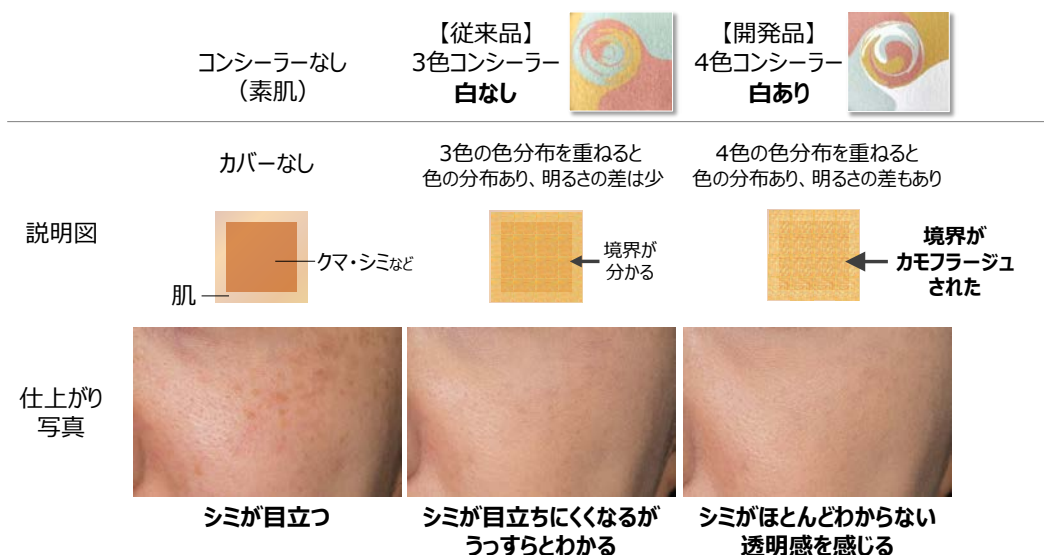 コンシーラーなし
（素肌）
【従来品】
3色コンシーラー
白なし
【開発品】
4色コンシーラー
白あり
説明図
カバーなし
クマ・シミなど
肌
3色の色分布を重ねると
色の分布あり、明るさの差は少
境界が
分かる
4色の色分布を重ねると
色の分布あり、明るさの差もあり
境界が
カモフラージュ
された
仕上がり
写真
シミが目立つ
シミが目立ちにくくなるが
うっすらとわかる
シミがほとんどわからない
透明感を感じる